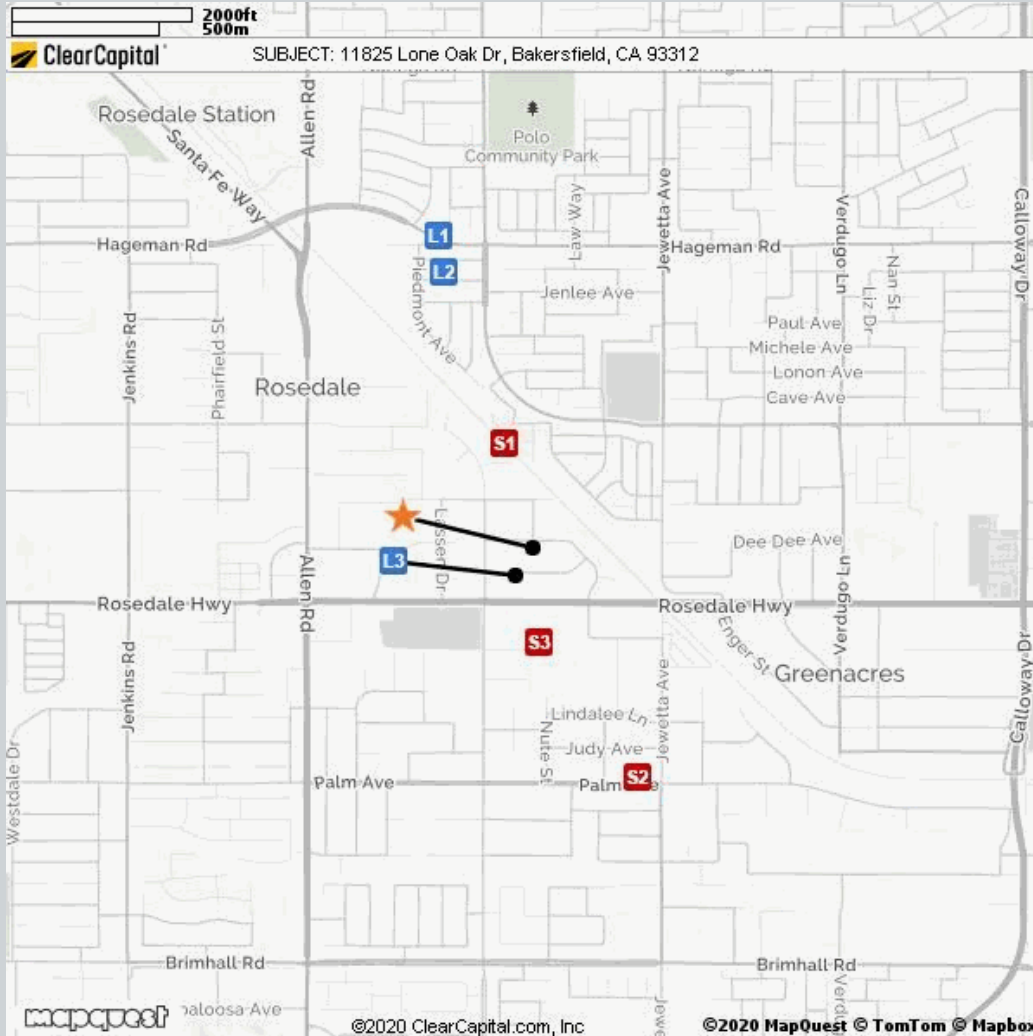 2000ft
500m
ClearCapital
SUBJECT: 11825 Lone Oak Dr, Bakersfield, CA 93312
Rosedale Station
Allen Rd
Santa Fe Way
Polo
Community Park
Law Way
Jewetta Ave
Verdugo Ln
Calloway Dr
Hageman Rd
L1
Hageman Rd
L2
Piedmont Ave
Jenlee Ave
Nan St
Liz Dr
Jenkins Rd
Phairfield St
Paul Ave
Michele Ave
Lonon Ave
Cave Ave
Rosedale
S1
Lassen Dr
L3
Dee Dee Ave
Allen Rd
Verdugo Ln
Rosedale Hwy
Rosedale Hwy
S3
Enger St
Greenacres
Jenkins Rd
Jewetta Ave
Calloway Dr
Lindalee Ln
Nute St
Judy Ave
Westdale Dr
Palm Ave
S2
Palm
Brimhall Rd
Brimhall Rd
mapquest
©2020 ClearCapital.com, Inc
©2020 MapQuest © TomTom © Mapbo